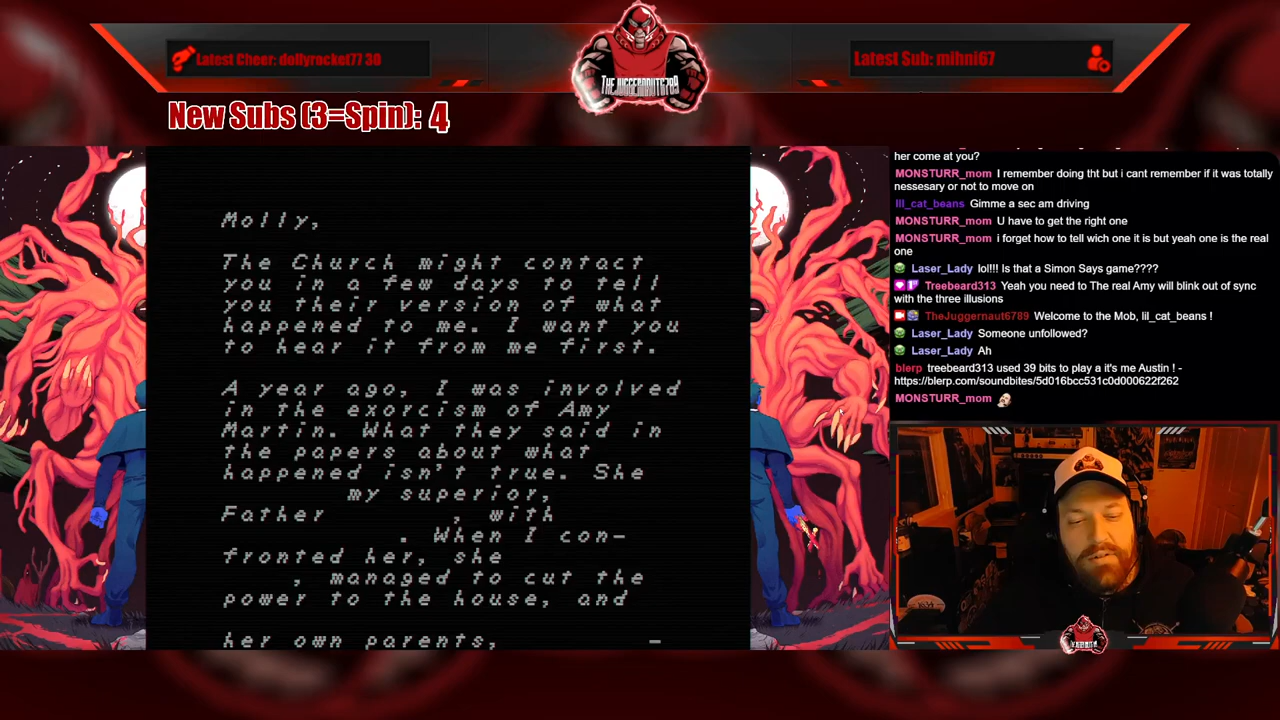 Latest Cheer: dollyrocket77 30
THEJUGGERNAUT6789
Latest Sub: mihni67
New Subs (3=Spin): 4
Molly,
The Church might contact
you in a few days to tell
you their version of what
happened to me. I want you
to hear it from me first.
A year ago, I was involved
in the exorcism of Amy
Martin. What they said in
the papers about what
happened isn't true. She
my superior,
Father , with
. When I con-
fronted her, she
, managed to cut the
power to the house, and
her own parents, -
her come at you?
MONSTURR_mom I remember doing tht but i cant remember if it was totally
nessesary or not to move on
lil_cat_beans Gimme a sec am driving
MONSTURR_mom U have to get the right one
MONSTURR_mom i forget how to tell wich one it is but yeah one is the real
one
Laser_Lady lol!!! Is that a Simon Says game????
Treebeard313 Yeah you need to The real Amy will blink out of sync
with the three illusions
TheJuggernaut6789 Welcome to the Mob, lil_cat_beans !
Laser_Lady Someone unfollowed?
Laser_Lady Ah
blerp treebeard313 used 39 bits to play a it's me Austin ! -
https://blerp.com/soundbites/5d016bcc531c0d000622f262
MONSTURR_mom